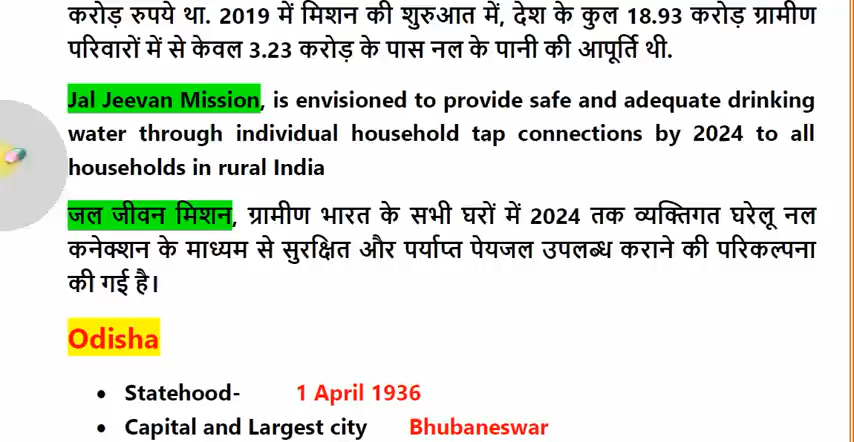 करोड़ रुपये था. 2019 में मिशन की शुरुआत में, देश के कुल 18.93 करोड़ ग्रामीण
परिवारों में से केवल 3.23 करोड़ के पास नल के पानी की आपूर्ति थी.
Jal Jeevan Mission, is envisioned to provide safe and adequate drinking
water through individual household tap connections by 2024 to all
households in rural India
जल जीवन मिशन, ग्रामीण भारत के सभी घरों में 2024 तक व्यक्तिगत घरेलू नल
कनेक्शन के माध्यम से सुरक्षित और पर्याप्त पेयजल उपलब्ध कराने की परिकल्पना
की गई है।
Odisha
• Statehood- 1 April 1936
• Capital and Largest city Bhubaneswar